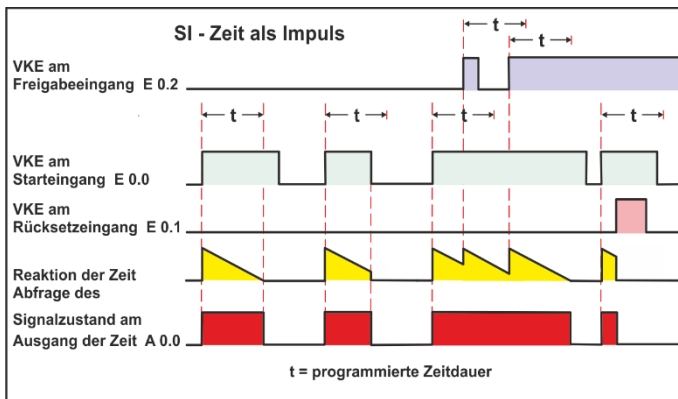 SI - Zeit als Impuls
t
t
VKE am
Freigabeeingang E 0.2
t
t
t
t
VKE am
Starteingang E 0.0
VKE am
Rücksetzeingang E 0.1
Reaktion der Zeit
Abfrage des
Signalzustand am
Ausgang der Zeit A 0.0
t = programmierte Zeitdauer